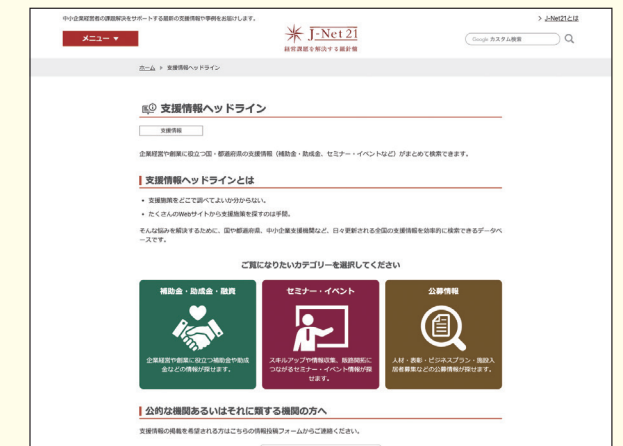 中小企業経営者の課題解決をサポートする最新の支援情報や事例をお届けします。
> J-Net21とは
メニュー ▼
J-Net21
経営課題を解決する羅針盤
Google カスタム検索
ホーム > 支援情報ヘッドライン
支援情報ヘッドライン
支援情報
企業経営や創業に役立つ国・都道府県の支援情報（補助金・助成金、セミナー・イベントなど）がまとめて検索できます。
支援情報ヘッドラインとは
• 支援施策をどこで調べてよいか分からない。
• たくさんのWebサイトから支援施策を探すのは手間。
そんな悩みを解決するために、国や都道府県、中小企業支援機関など、日々更新される全国の支援情報を効率的に検索できるデータベ
ースです。
ご覧になりたいカテゴリーを選択してください
補助金・助成金・融資
企業経営や創業に役立つ補助金や助成
金などの情報が探せます。
セミナー・イベント
スキルアップや情報収集、販路開拓に
つながるセミナー・イベント情報が探
せます。
公募情報
人材・表彰・ビジネスプラン・施設入
居者募集などの公募情報が探せます。
公的な機関あるいはそれに類する機関の方へ
支援情報の掲載を希望される方はこちらの情報投稿フォームからご連絡ください。